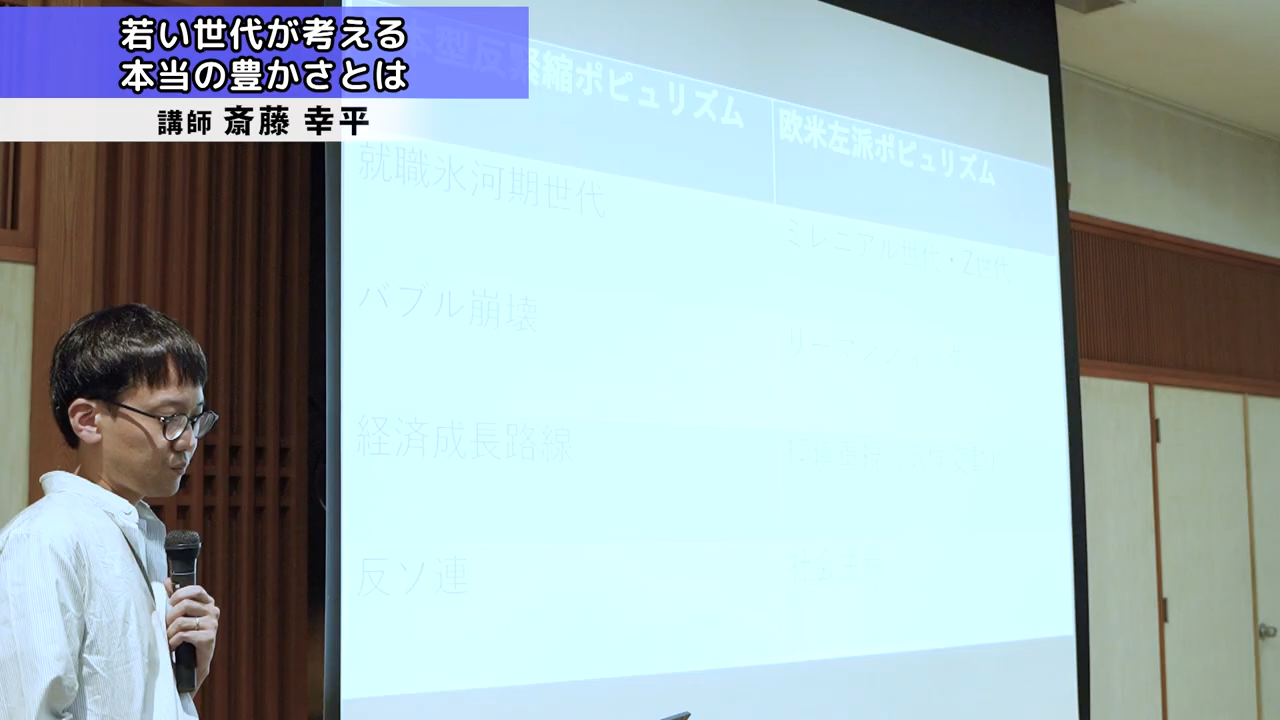 若い世代が考える
本当の豊かさとは
講師 斎藤 幸平
本型反緊縮ポピュリズム
欧米左派ポピュリズム
就職氷河期世代
ミレニアル世代・Z世代
バブル崩壊
経済成長路線
反ソ連